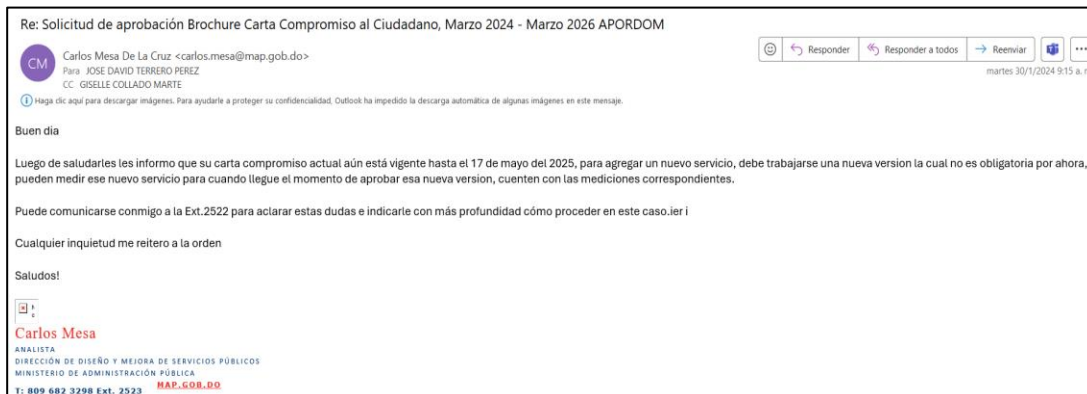 Re: Solicitud de aprobación Brochure Carta Compromiso al Ciudadano, Marzo 2024 - Marzo 2026 APORDOM
CM
Carlos Mesa De La Cruz <carlos.mesa@map.gob.do>
Para JOSE DAVID TERRERO PEREZ
CC GISELLE COLLADO MARTE
Responder
Responder a todos
Reenviar
martes 30/1/2024 9:15 a. m
Haga clic aquí para descargar imágenes. Para ayudarle a proteger su confidencialidad, Outlook ha impedido la descarga automática de algunas imágenes en este mensaje.
Buen dia
Luego de saludarles les informo que su carta compromiso actual aún está vigente hasta el 17 de mayo del 2025, para agregar un nuevo servicio, debe trabajarse una nueva version la cual no es obligatoria por ahora,
pueden medir ese nuevo servicio para cuando llegue el momento de aprobar esa nueva version, cuenten con las mediciones correspondientes.
Puede comunicarse conmigo a la Ext.2522 para aclarar estas dudas e indicarle con más profundidad cómo proceder en este caso.ier i
Cualquier inquietud me reitero a la orden
Saludos!
Carlos Mesa
ANALISTA
DIRECCIÓN DE DISEÑO Y MEJORA DE SERVICIOS PÚBLICOS
MINISTERIO DE ADMINISTRACIÓN PÚBLICA
T: 809 682 3298 Ext. 2523 MAP.GOB.DO